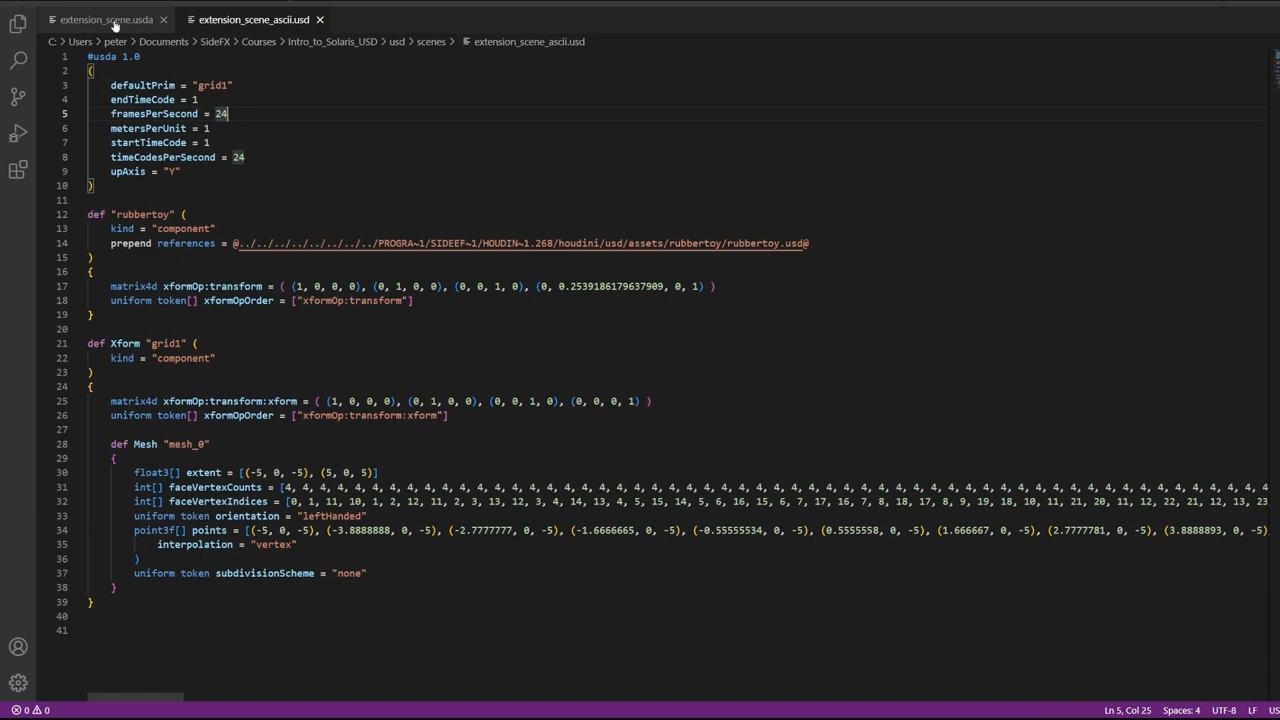 extension_scene.usda
extension_scene_ascii.usd
C: > Users > peter > Documents > SideFX > Courses > Intro_to_Solaris_USD > usd > scenes > extension_scene_ascii.usd
1 #usda 1.0
2 (
3 defaultPrim = "grid1"
4 endTimeCode = 1
5 framesPerSecond = 24
6 metersPerUnit = 1
7 startTimeCode = 1
8 timeCodesPerSecond = 24
9 upAxis = "Y"
10 )
11
12 def "rubbertoy" (
13 kind = "component"
14 prepend references = @../../../../../../../../PROGRA~1/SIDEEF~1/HOUDIN~1.268/houdini/usd/assets/rubbertoy/rubbertoy.usd@
15 )
16 {
17 matrix4d xformOp:transform = ( (1, 0, 0, 0), (0, 1, 0, 0), (0, 0, 1, 0), (0, 0.2539186179637909, 0, 1) )
18 uniform token[] xformOpOrder = ["xformOp:transform"]
19 }
20
21 def Xform "grid1" (
22 kind = "component"
23 )
24 {
25 matrix4d xformOp:transform:xform = ( (1, 0, 0, 0), (0, 1, 0, 0), (0, 0, 1, 0), (0, 0, 0, 1) )
26 uniform token[] xformOpOrder = ["xformOp:transform:xform"]
27
28 def Mesh "mesh_0"
29 {
30 float3[] extent = [(-5, 0, -5), (5, 0, 5)]
31 int[] faceVertexCounts = [4, 4, 4, 4, 4, 4, 4, 4, 4, 4, 4, 4, 4, 4, 4, 4, 4, 4, 4, 4, 4, 4, 4, 4, 4, 4, 4, 4, 4, 4, 4, 4, 4, 4, 4, 4, 4, 4, 4, 4, 4, 4, 4, 4, 4, 4, 4, 4, 4, 4, 4, 4, 4, 4, 4, 4, 4
32 int[] faceVertexIndices = [0, 1, 11, 10, 1, 2, 12, 11, 2, 3, 13, 12, 3, 4, 14, 13, 4, 5, 15, 14, 5, 6, 16, 15, 6, 7, 17, 16, 7, 8, 18, 17, 8, 9, 19, 18, 10, 11, 21, 20, 11, 12, 22, 21, 12, 13, 23
33 uniform token orientation = "leftHanded"
34 point3f[] points = [(-5, 0, -5), (-3.8888888, 0, -5), (-2.7777777, 0, -5), (-1.6666665, 0, -5), (-0.55555534, 0, -5), (0.5555558, 0, -5), (1.666667, 0, -5), (2.7777781, 0, -5), (3.8888893, 0, -5)
35 interpolation = "vertex"
36 )
37 uniform token subdivisionScheme = "none"
38 }
39 }
40
41
0 0 Ln 5, Col 25 Spaces: 4 UTF-8 LF US